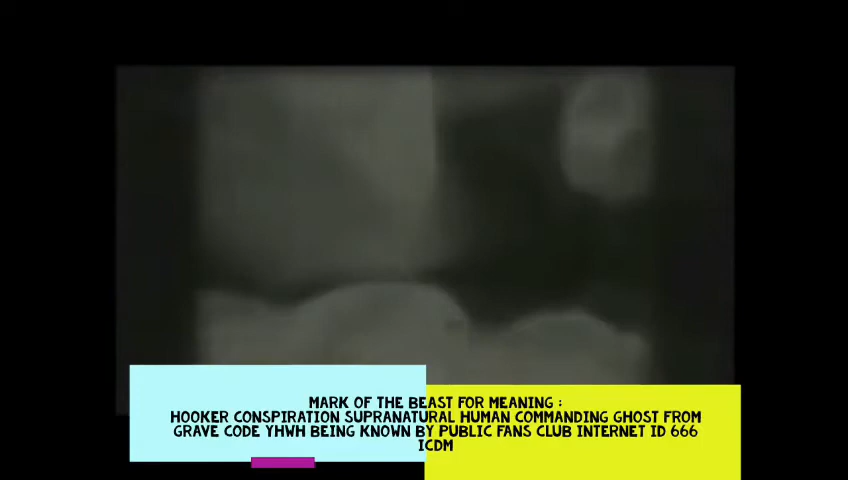 MARK OF THE BEAST FOR MEANING :
HOOKER CONSPIRATION SUPRANATURAL HUMAN COMMANDING GHOST FROM
GRAVE CODE YHWH BEING KNOWN BY PUBLIC FANS CLUB INTERNET ID 666
ICDM